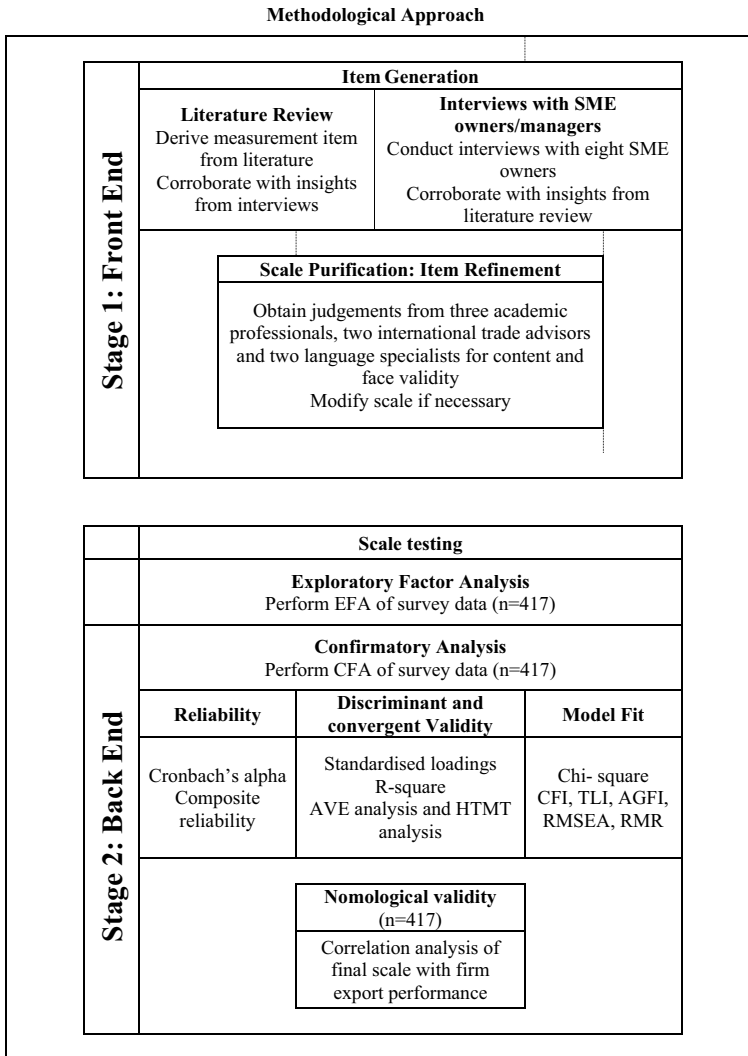 Methodological Approach
Stage 1: Front End
Item Generation
Literature Review
Derive measurement item
from literature
Corroborate with insights
from interviews
Interviews with SME
owners/managers
Conduct interviews with eight SME
owners
Corroborate with insights from
literature review
Scale Purification: Item Refinement
Obtain judgements from three academic
professionals, two international trade advisors
and two language specialists for content and
face validity
Modify scale if necessary
Stage 2: Back End
Scale testing
Exploratory Factor Analysis
Perform EFA of survey data (n=417)
Confirmatory Analysis
Perform CFA of survey data (n=417)
Reliability
Cronbach's alpha
Composite
reliability
Discriminant and
convergent Validity
Standardised loadings
R-square
AVE analysis and HTMT
analysis
Model Fit
Chi- square
CFI, TLI, AGFI,
RMSEA, RMR
Nomological validity
(n=417)
Correlation analysis of
final scale with firm
export performance